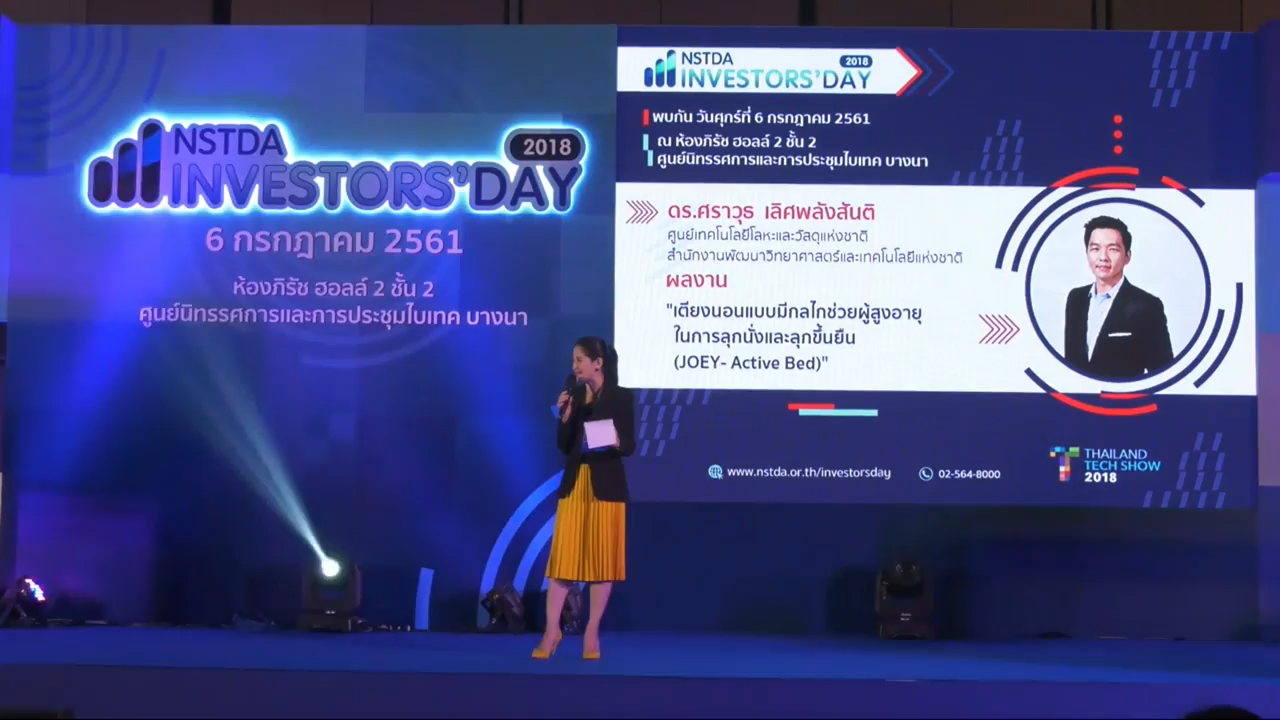 NSTDA
INVESTORS'DAY
2018
6 กรกฎาคม 2561
ห้องภิรัช ฮอลล์ 2 ชั้น 2
ศูนย์นิทรรศการและการประชุมไบเทค บางนา
NSTDA
INVESTORS'DAY
2018
พบกัน วันศุกร์ที่ 6 กรกฎาคม 2561
ณ ห้องภิรัช ฮอลล์ 2 ชั้น 2
ศูนย์นิทรรศการและการประชุมไบเทค บางนา
ดร.ศราวุธ เลิศพลังสันติ
ศูนย์เทคโนโลยีโลหะและวัสดุแห่งชาติ
สำนักงานพัฒนาวิทยาศาสตร์และเทคโนโลยีแห่งชาติ
ผลงาน
"เตียงนอนแบบมีกลไกช่วยผู้สูงอายุ
ในการลุกนั่งและลุกขึ้นยืน
(JOEY- Active Bed)"
www.nstda.or.th/investorsday
02-564-8000
THAILAND
TECH SHOW
2018